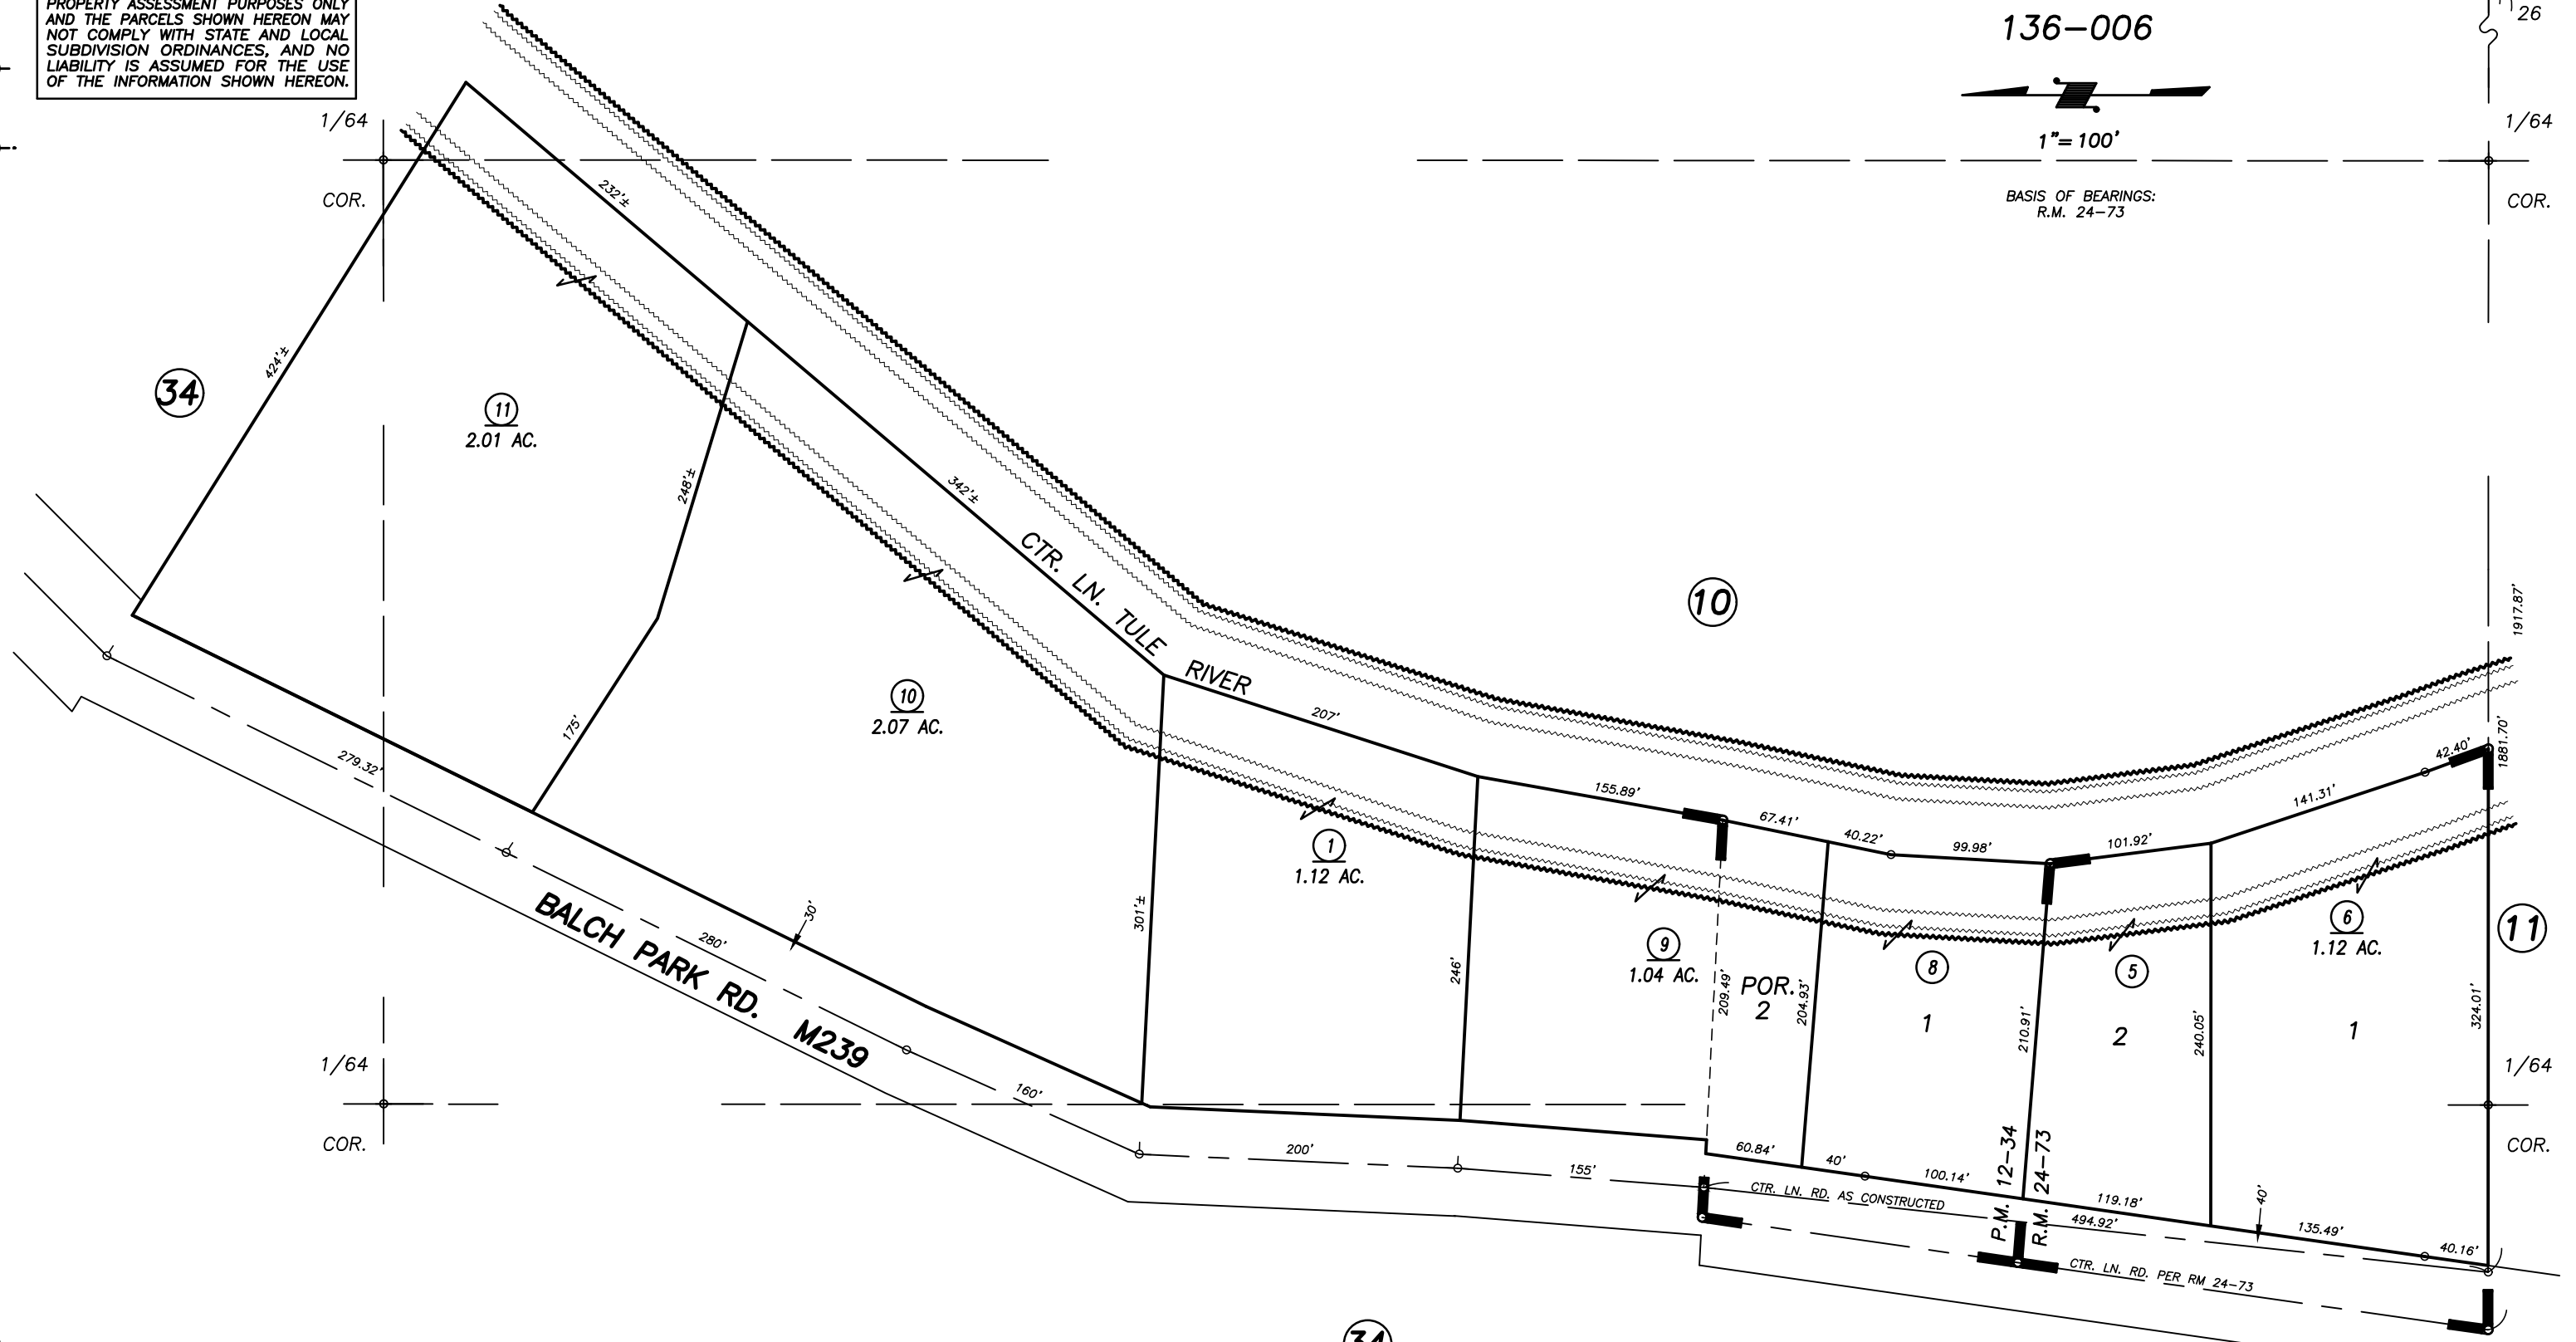 PROPERTY ASSESSMENT PURPOSES ONLY
AND THE PARCELS SHOWN HEREON MAY
NOT COMPLY WITH STATE AND LOCAL
SUBDIVISION ORDINANCES, AND NO
LIABILITY IS ASSUMED FOR THE USE
OF THE INFORMATION SHOWN HEREON.
136-006
26
1"=100'
BASIS OF BEARINGS:
R.M. 24-73
1/64
COR.
1/64
COR.
232'±
424'±
34
11
2.01 AC.
248'±
342'±
175'
10
2.07 AC.
CTR. LN. TULE RIVER
10
1917.87'
1881.70'
207'
155.89'
67.41'
40.22'
99.98'
101.92'
141.31'
42.40'
279.32'
280'
30'
160'
BALCH PARK RD. M239
301'±
1
1.12 AC.
246'
9
1.04 AC.
209.49'
POR.
2
204.93'
8
1
210.91'
5
2
240.05'
6
1.12 AC.
1
324.01'
11
1/64
COR.
1/64
COR.
200'
155'
60.84'
40'
100.14'
P.M. 12-34
R.M. 24-73
119.18'
494.92'
40'
135.49'
40.16'
CTR. LN. RD. AS CONSTRUCTED
CTR. LN. RD. PER RM 24-73
34